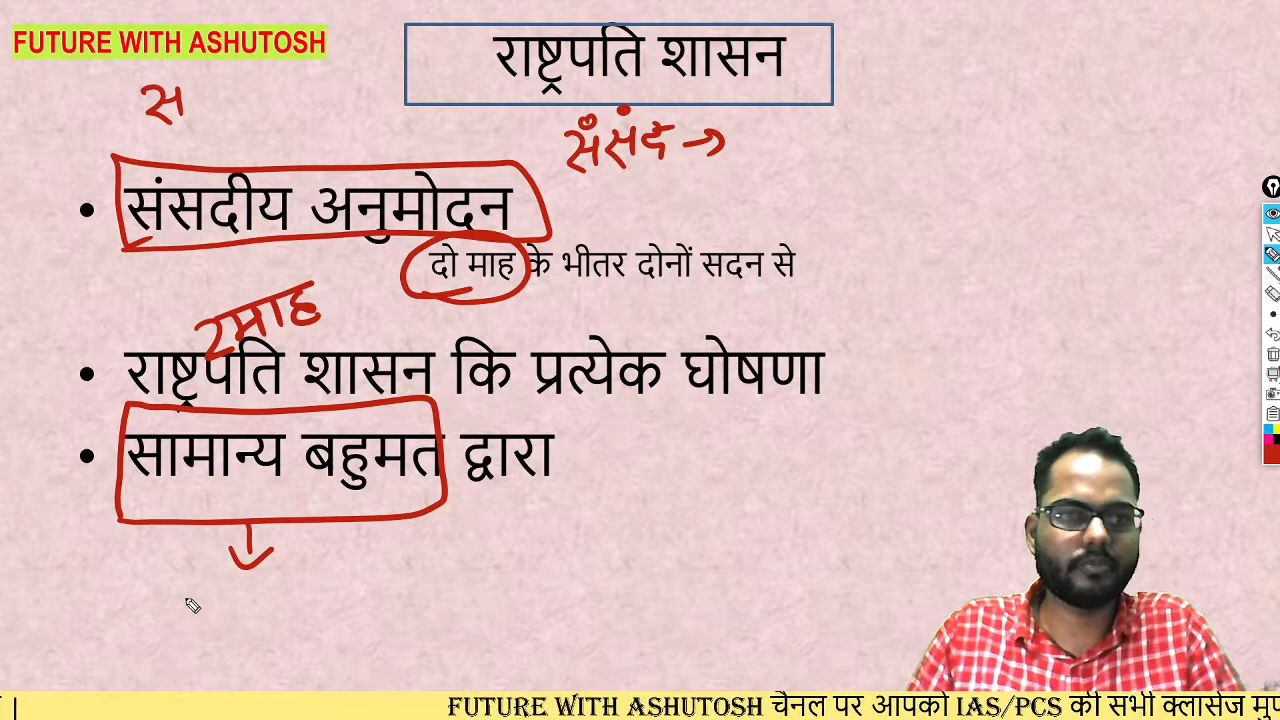 FUTURE WITH ASHUTOSH
राष्ट्रपति शासन
स
संसद →
• संसदीय अनुमोदन
दो माह के भीतर दोनों सदन से
2माह
• राष्ट्रपति शासन कि प्रत्येक घोषणा
• सामान्य बहुमत द्वारा
। FUTURE WITH ASHUTOSH चैनल पर आपको IAS/PCS की सभी क्लासेज